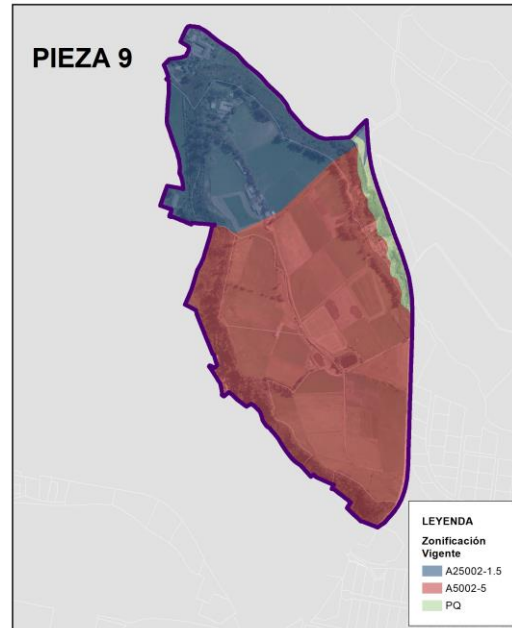 PIEZA 9
LEYENDA
Zonificación
Vigente
A25002-1.5
A5002-5
PQ